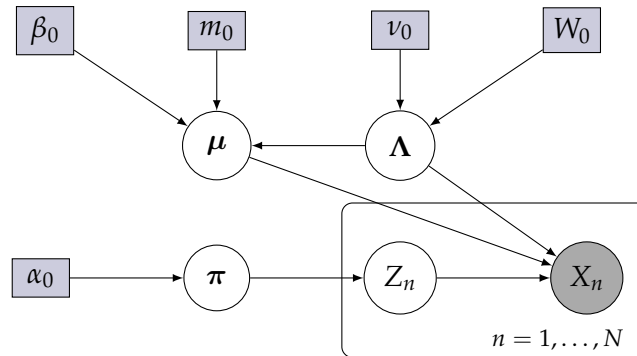 β₀ m₀ ν₀ W₀
μ Λ
α₀ π Zₙ Xₙ
n = 1, . . . , N